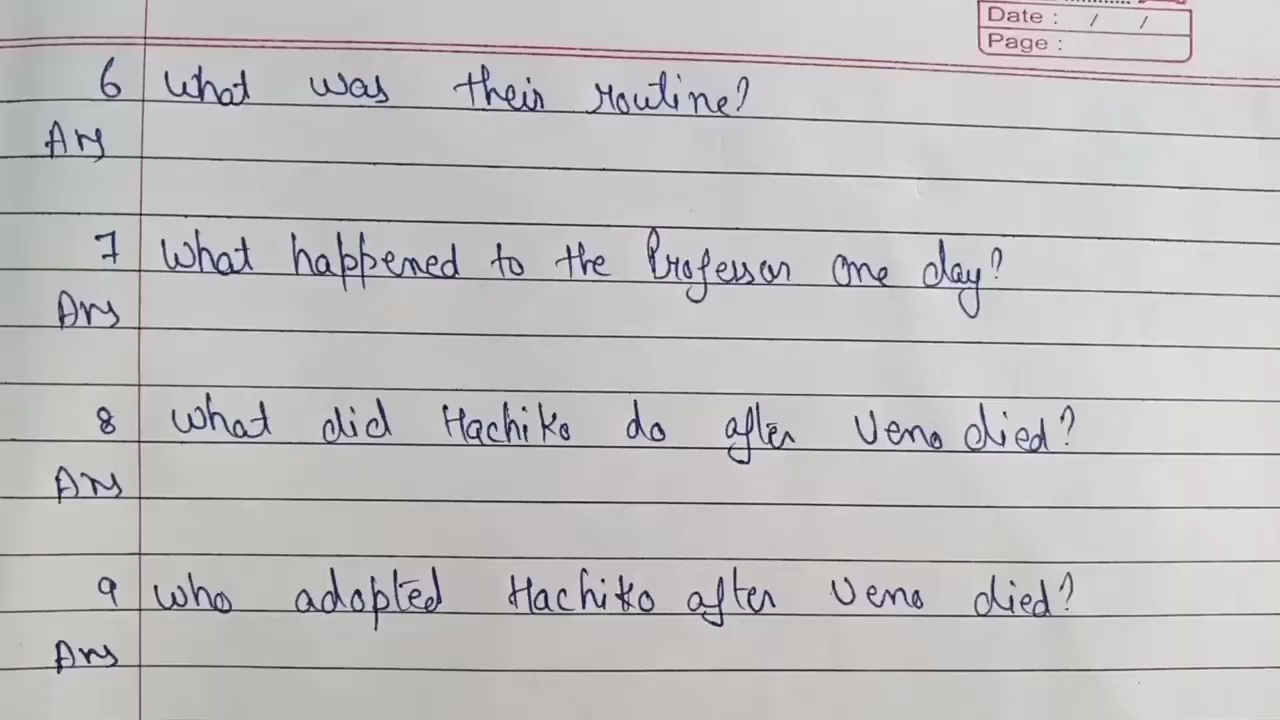 Date : / /
Page :
6 What was their routine?
Ans
7 What happened to the Professor one day?
Ans
8 What did Hachiko do after Ueno died?
Ans
9 Who adopted Hachiko after Ueno died?
Ans